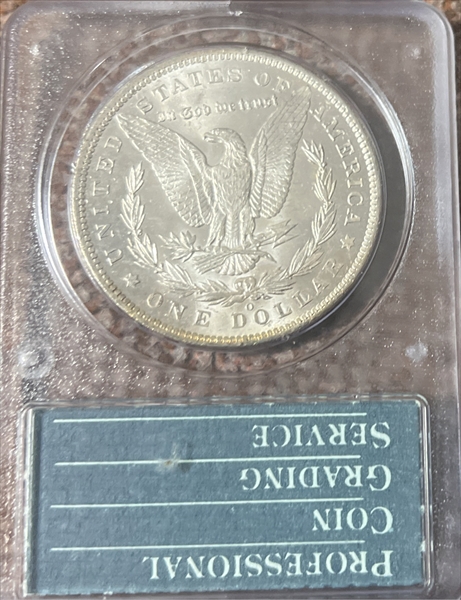 UNITED STATES OF AMERICA
In God we trust
ONE DOLLAR
O
PROFESSIONAL
COIN
GRADING
SERVICE